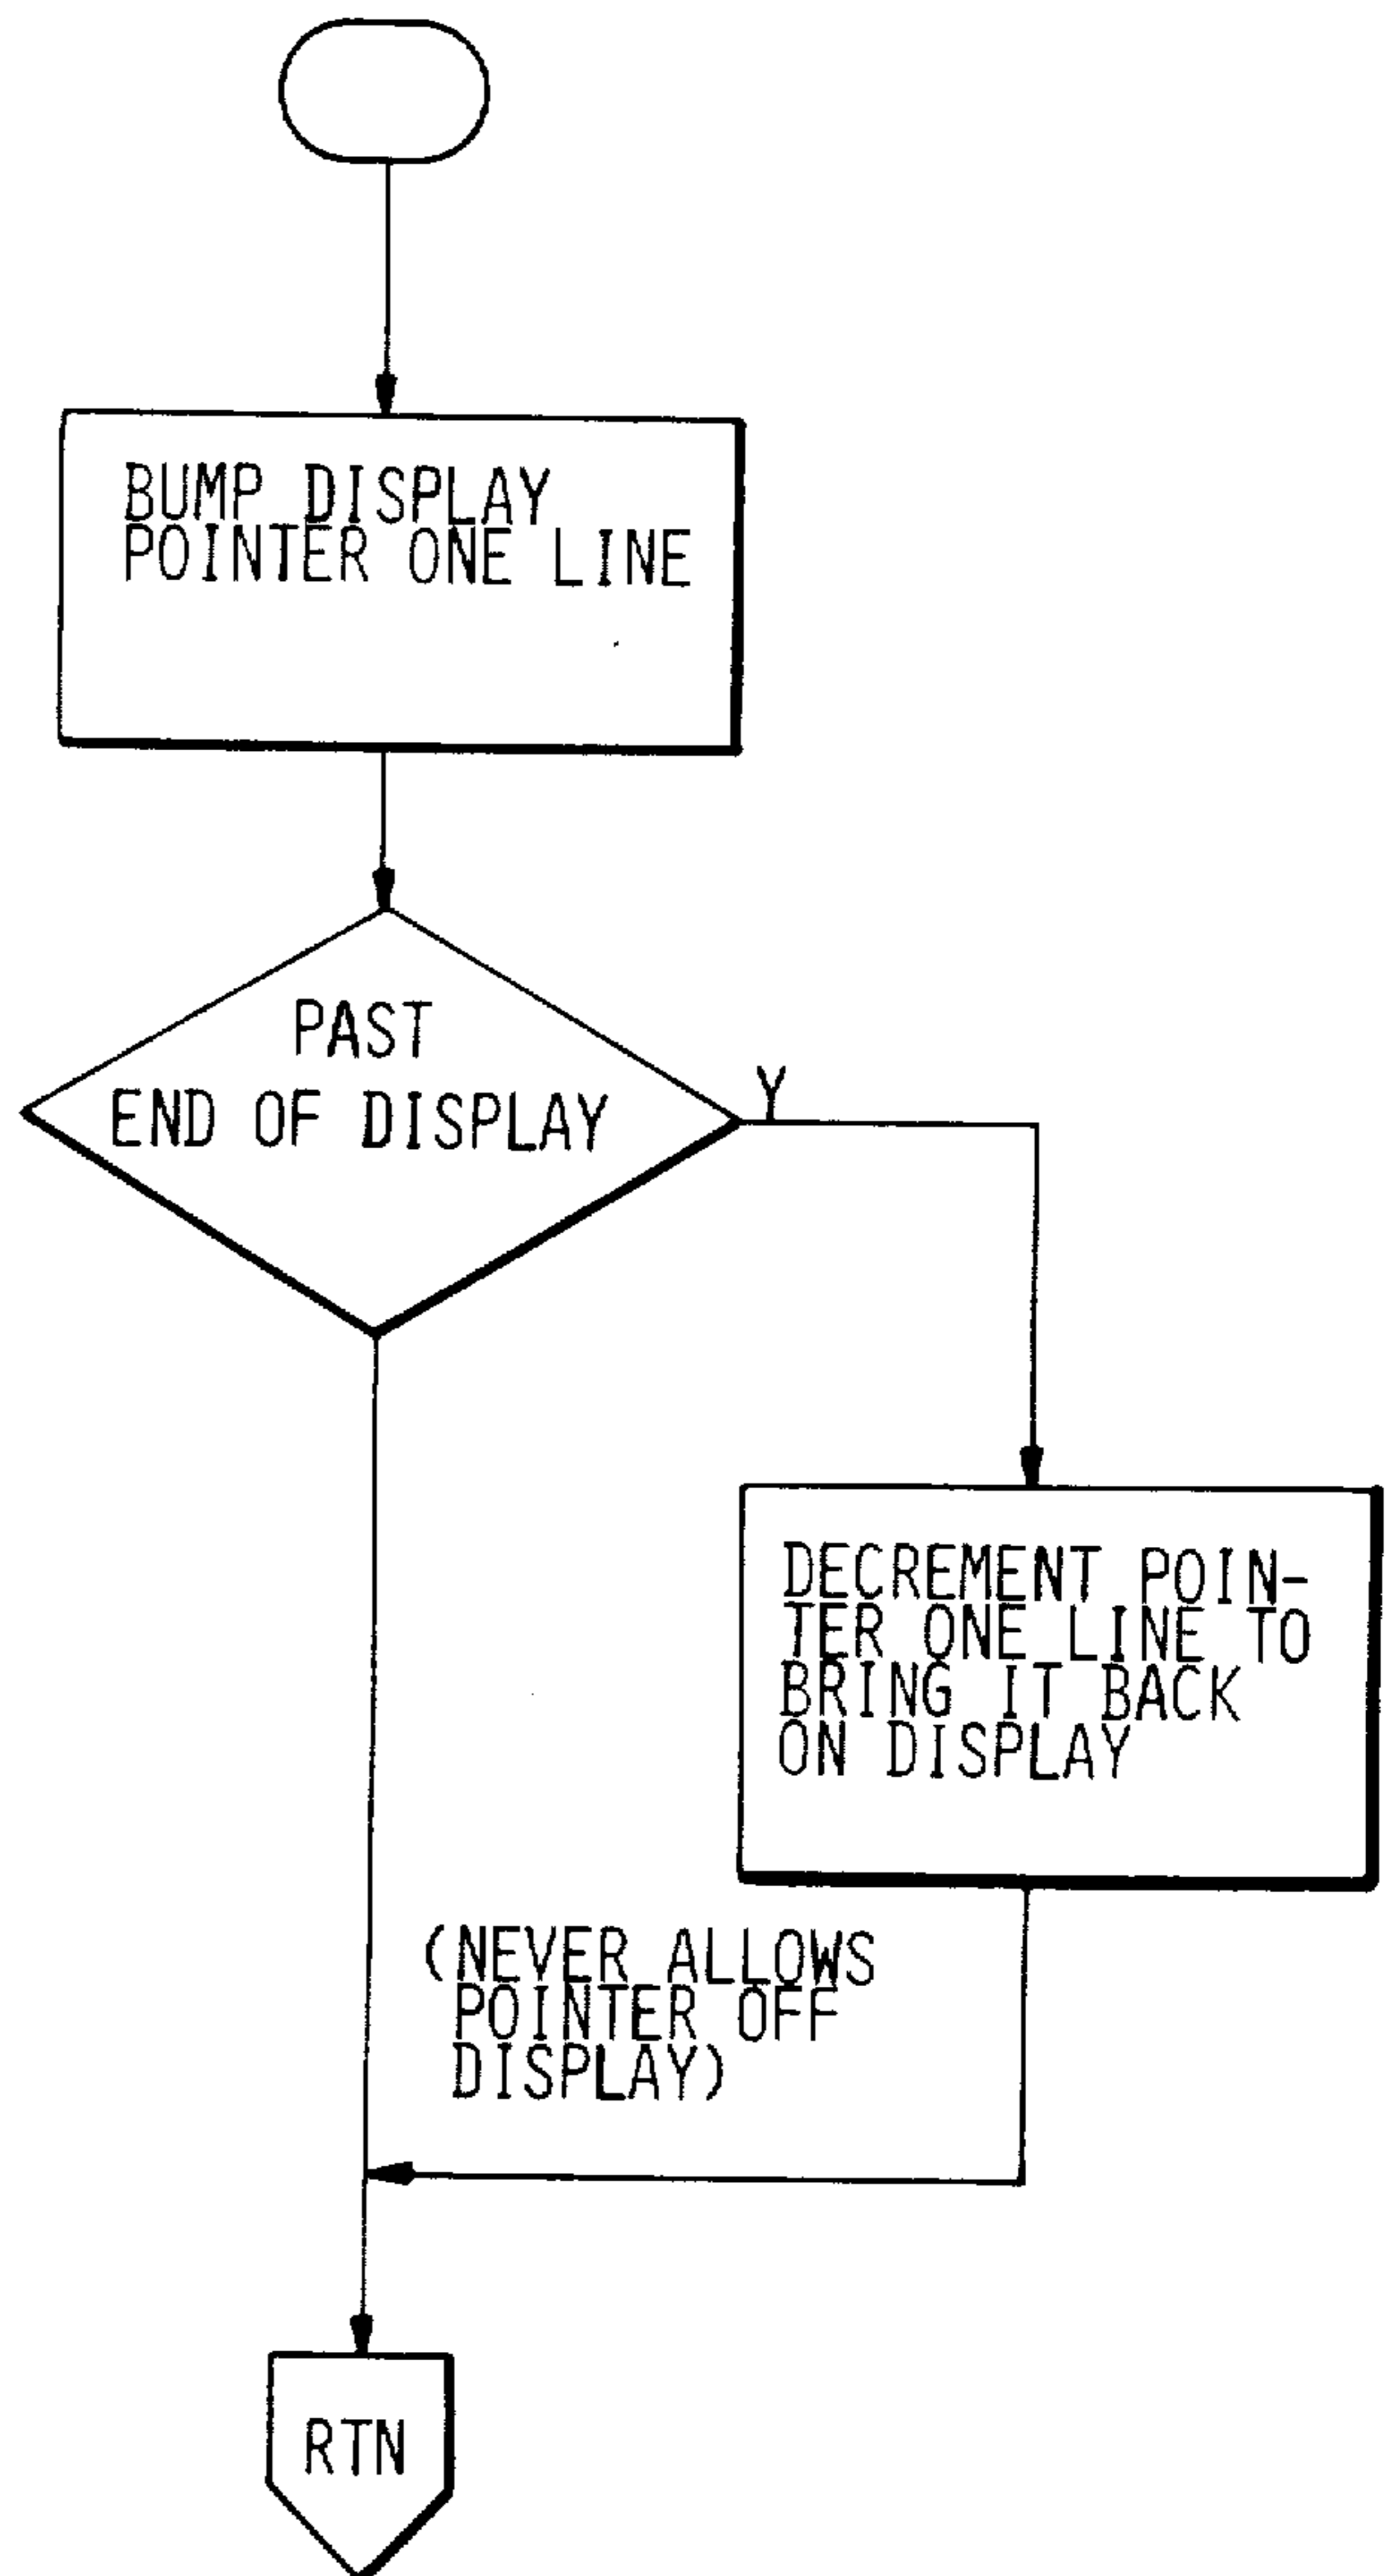 BUMP DISPLAY
POINTER ONE LINE
PAST
END OF DISPLAY
Y
DECREMENT POIN-
TER ONE LINE TO
BRING IT BACK
ON DISPLAY
(NEVER ALLOWS
POINTER OFF
DISPLAY)
RTN